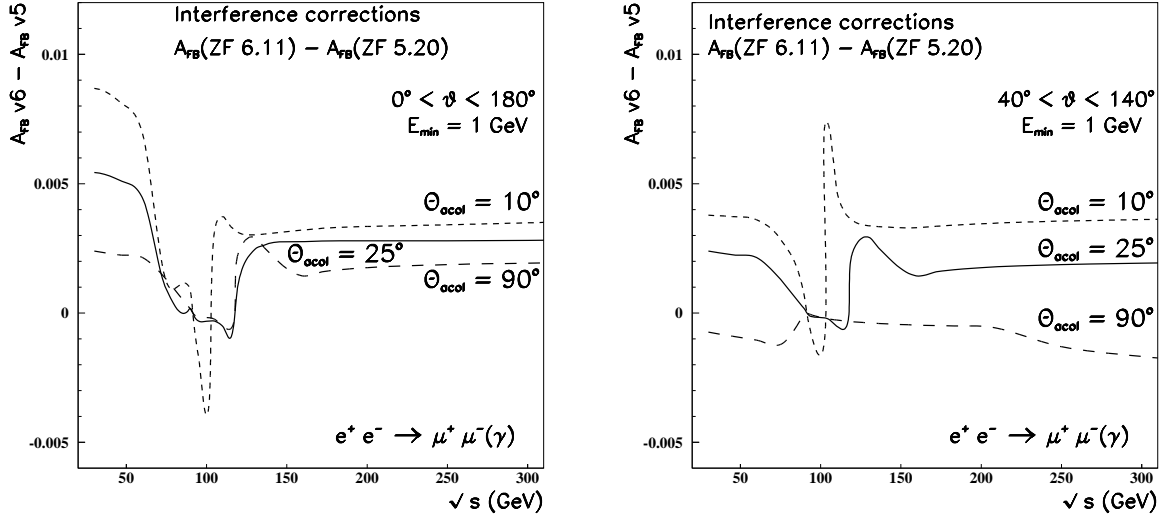 Interference corrections
A_FB(ZF 6.11) − A_FB(ZF 5.20)
A_FB v6 − A_FB v5
0.01
0.005
0
-0.005
0° < ϑ < 180°
E_min = 1 GeV
Θ_acol = 10°
Θ_acol = 25°
Θ_acol = 90°
e⁺ e⁻ → μ⁺ μ⁻(γ)
50 100 150 200 250 300
√ s (GeV)
Interference corrections
A_FB(ZF 6.11) − A_FB(ZF 5.20)
A_FB v6 − A_FB v5
0.01
0.005
0
-0.005
40° < ϑ < 140°
E_min = 1 GeV
Θ_acol = 10°
Θ_acol = 25°
Θ_acol = 90°
e⁺ e⁻ → μ⁺ μ⁻(γ)
50 100 150 200 250 300
√ s (GeV)